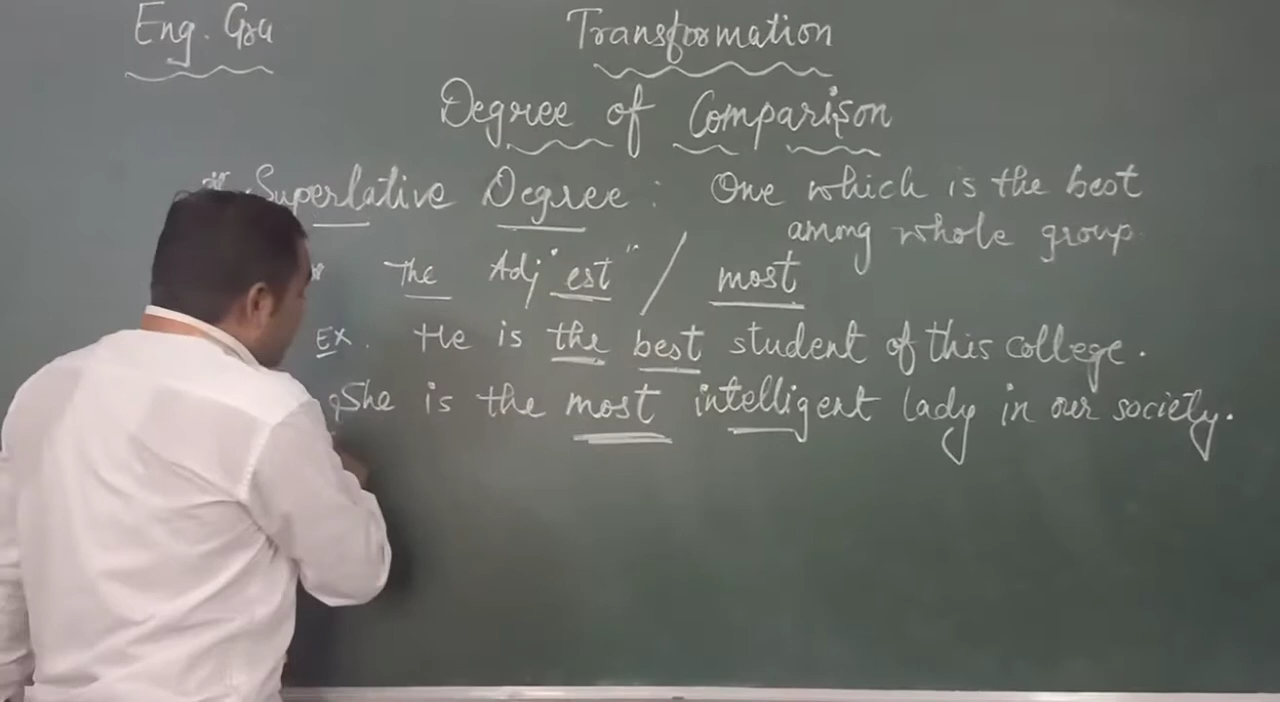 Eng. Gra
Transformation
Degree of Comparison
Superlative Degree : One which is the best
among whole group
The Adj "est" / most
Ex. He is the best student of this college.
She is the most intelligent lady in our society.